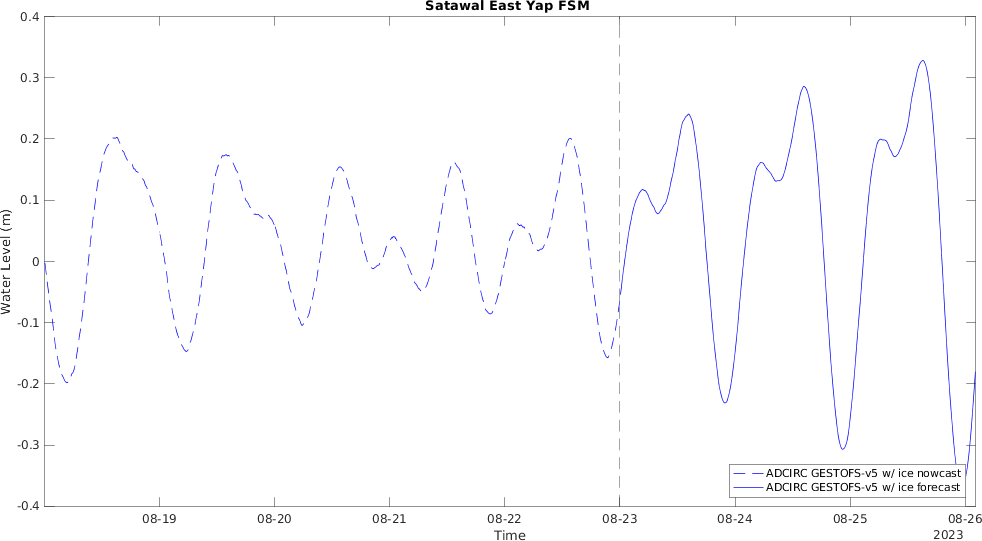 Satawal East Yap FSM
0.4
0.3
0.2
0.1
0
-0.1
-0.2
-0.3
-0.4
Water Level (m)
ADCIRC GESTOFS-v5 w/ ice nowcast
ADCIRC GESTOFS-v5 w/ ice forecast
08-19 08-20 08-21 08-22 08-23 08-24 08-25 08-26
Time
2023